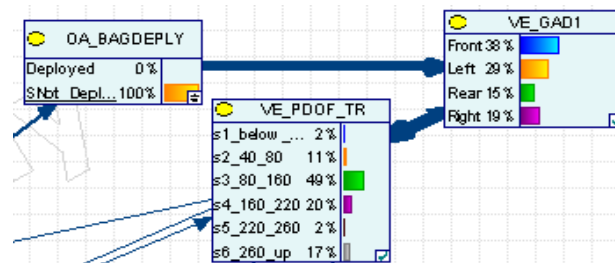 OA_BAGDEPLY
Deployed 0%
SNot_Depl...100%
VE_GAD1
Front 38%
Left 29%
Rear 15%
Right 19%
VE_PDOF_TR
s1_below_... 2%
s2_40_80 11%
s3_80_160 49%
s4_160_220 20%
s5_220_260 2%
s6_260_up 17%